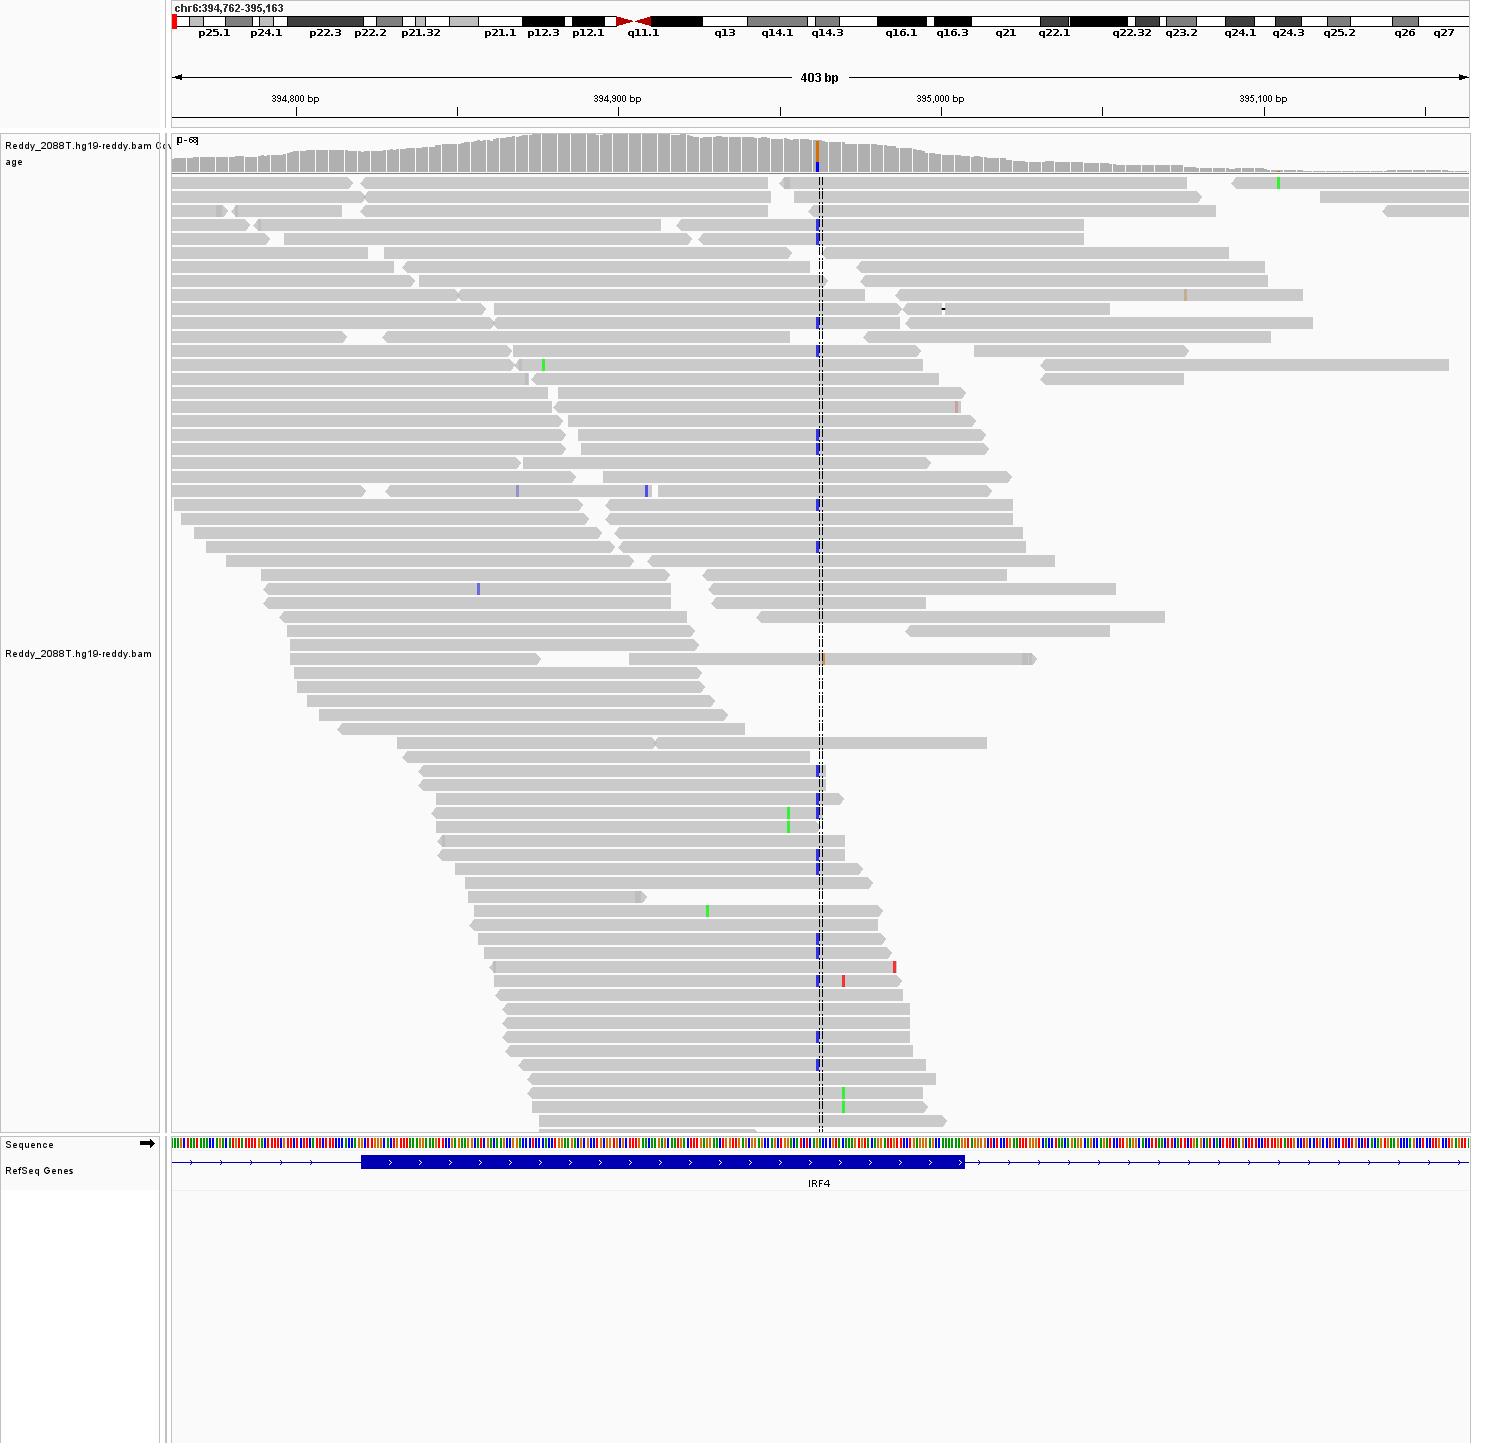 chr6:394,762-395,163
p25.1 p24.1 p22.3 p22.2 p21.32 p21.1 p12.3 p12.1 q11.1 q13 q14.1 q14.3 q16.1 q16.3 q21 q22.1 q22.32 q23.2 q24.1 q24.3 q25.2 q26 q27
403 bp
394,800 bp 394,900 bp 395,000 bp 395,100 bp
Reddy_2088T.hg19-reddy.bam Cov
age
Reddy_2088T.hg19-reddy.bam
Sequence
RefSeq Genes
IRF4